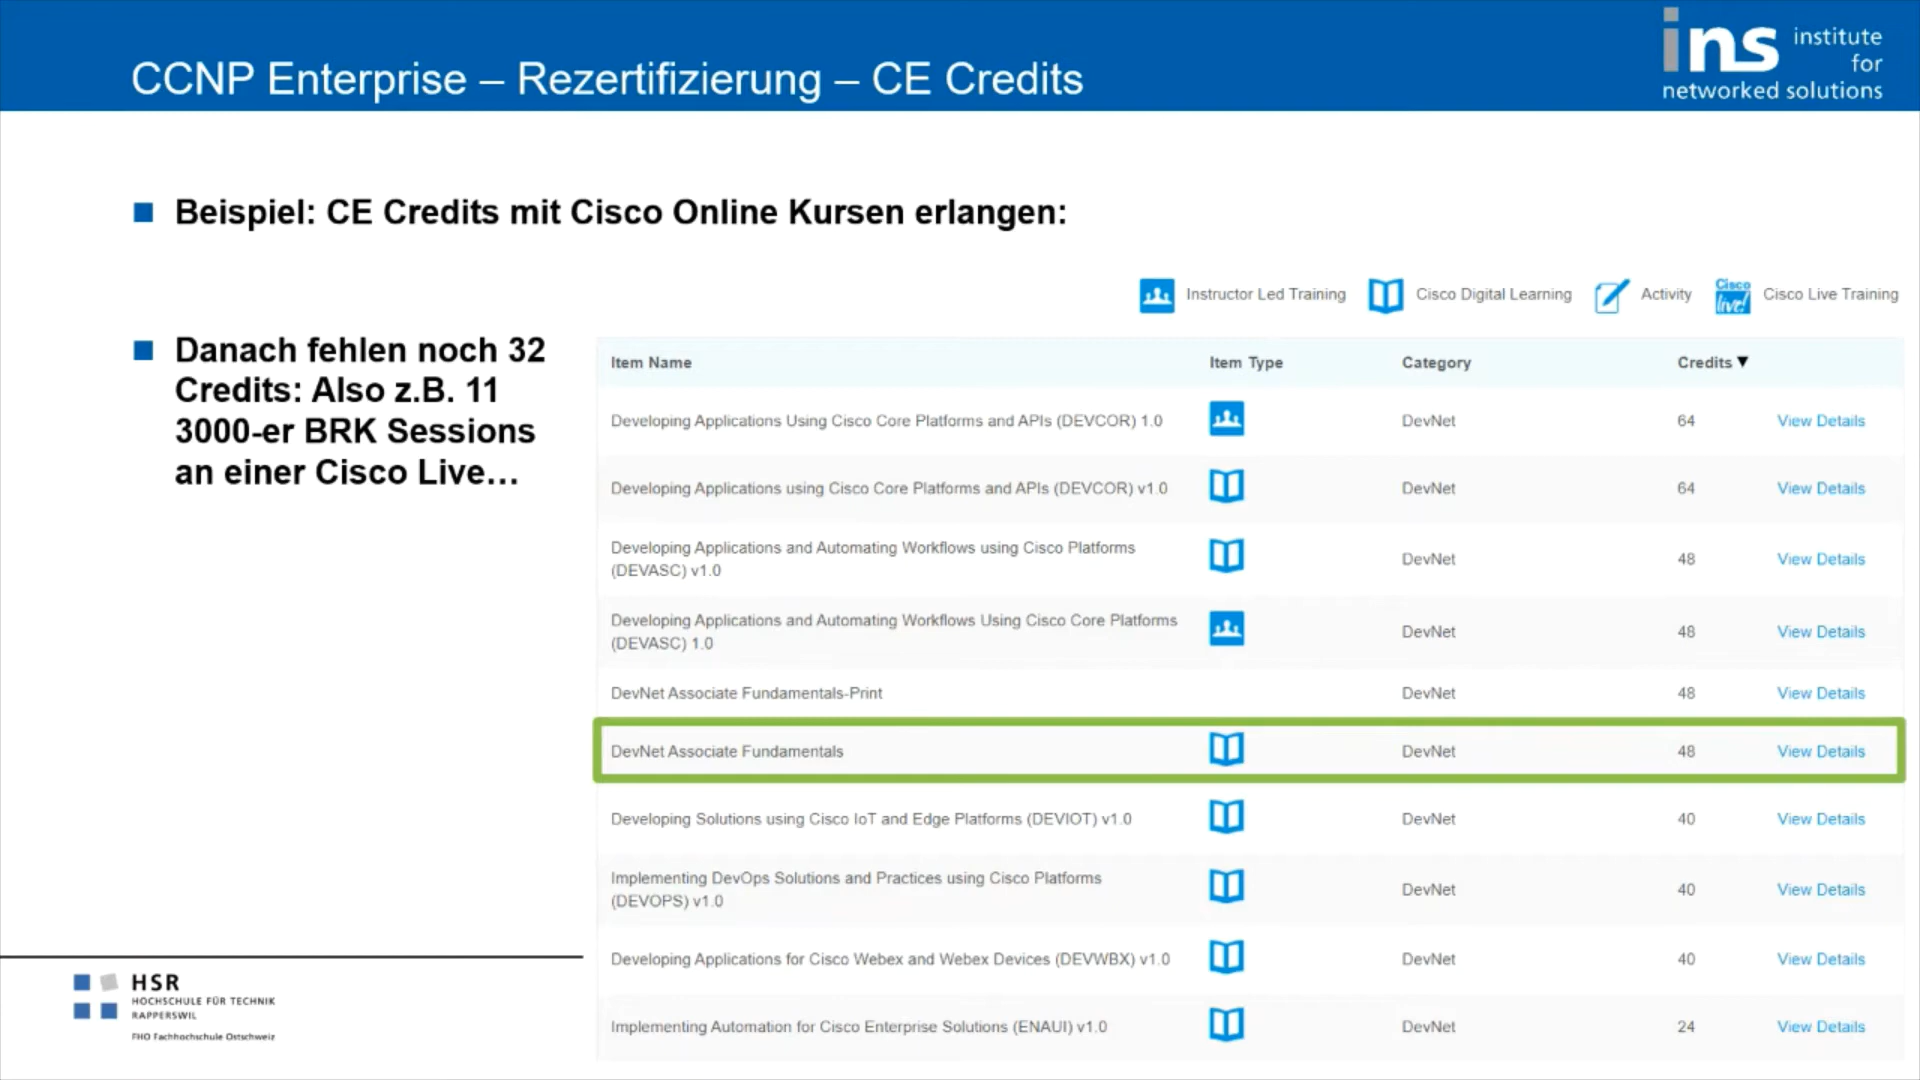 CCNP Enterprise – Rezertifizierung – CE Credits
ins institute
for
networked solutions
Beispiel: CE Credits mit Cisco Online Kursen erlangen:
Danach fehlen noch 32
Credits: Also z.B. 11
3000-er BRK Sessions
an einer Cisco Live…
Instructor Led Training Cisco Digital Learning Activity Cisco live! Cisco Live Training
Item Name Item Type Category Credits ▼
Developing Applications Using Cisco Core Platforms and APIs (DEVCOR) 1.0 DevNet 64 View Details
Developing Applications using Cisco Core Platforms and APIs (DEVCOR) v1.0 DevNet 64 View Details
Developing Applications and Automating Workflows using Cisco Platforms
(DEVASC) v1.0 DevNet 48 View Details
Developing Applications and Automating Workflows Using Cisco Core Platforms
(DEVASC) 1.0 DevNet 48 View Details
DevNet Associate Fundamentals-Print DevNet 48 View Details
DevNet Associate Fundamentals DevNet 48 View Details
Developing Solutions using Cisco IoT and Edge Platforms (DEVIOT) v1.0 DevNet 40 View Details
Implementing DevOps Solutions and Practices using Cisco Platforms
(DEVOPS) v1.0 DevNet 40 View Details
Developing Applications for Cisco Webex and Webex Devices (DEVWBX) v1.0 DevNet 40 View Details
Implementing Automation for Cisco Enterprise Solutions (ENAUI) v1.0 DevNet 24 View Details
HSR
HOCHSCHULE FÜR TECHNIK
RAPPERSWIL
FHO Fachhochschule Ostschweiz